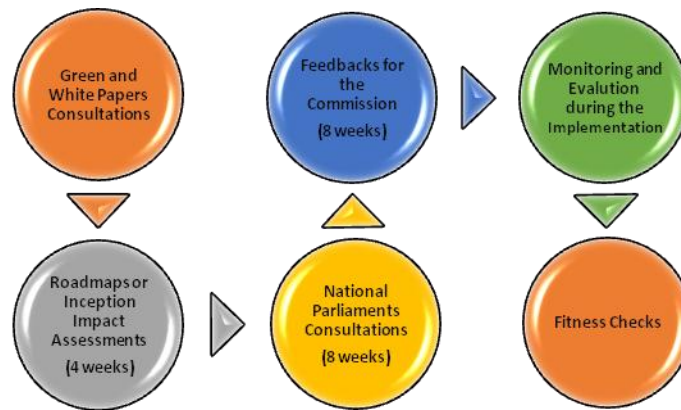 Green and
White Papers
Consultations
Roadmaps or
Inception
Impact
Assessments
(4 weeks)
National
Parliaments
Consultations
(8 weeks)
Feedbacks for
the
Commission
(8 weeks)
Monitoring and
Evalution
during the
Implementation
Fitness Checks